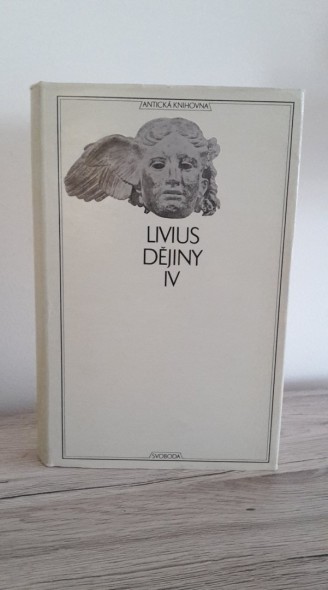 ANTICKÁ KNIHOVNA
LIVIUS
DĚJINY
IV
SVOBODA